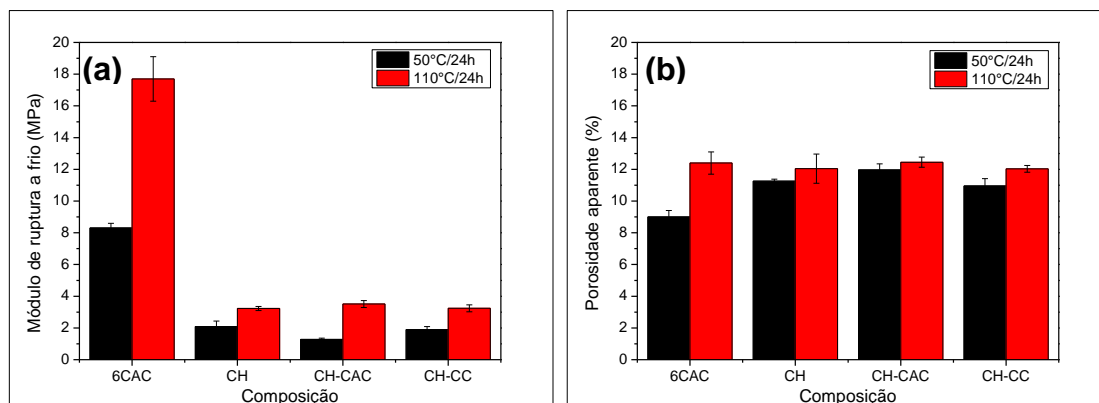 (a)
50°C/24h
110°C/24h
Módulo de ruptura a frio (MPa)
20
18
16
14
12
10
8
6
4
2
0
6CAC CH CH-CAC CH-CC
Composição
(b)
50°C/24h
110°C/24h
Porosidade aparente (%)
20
18
16
14
12
10
8
6
4
2
0
6CAC CH CH-CAC CH-CC
Composição